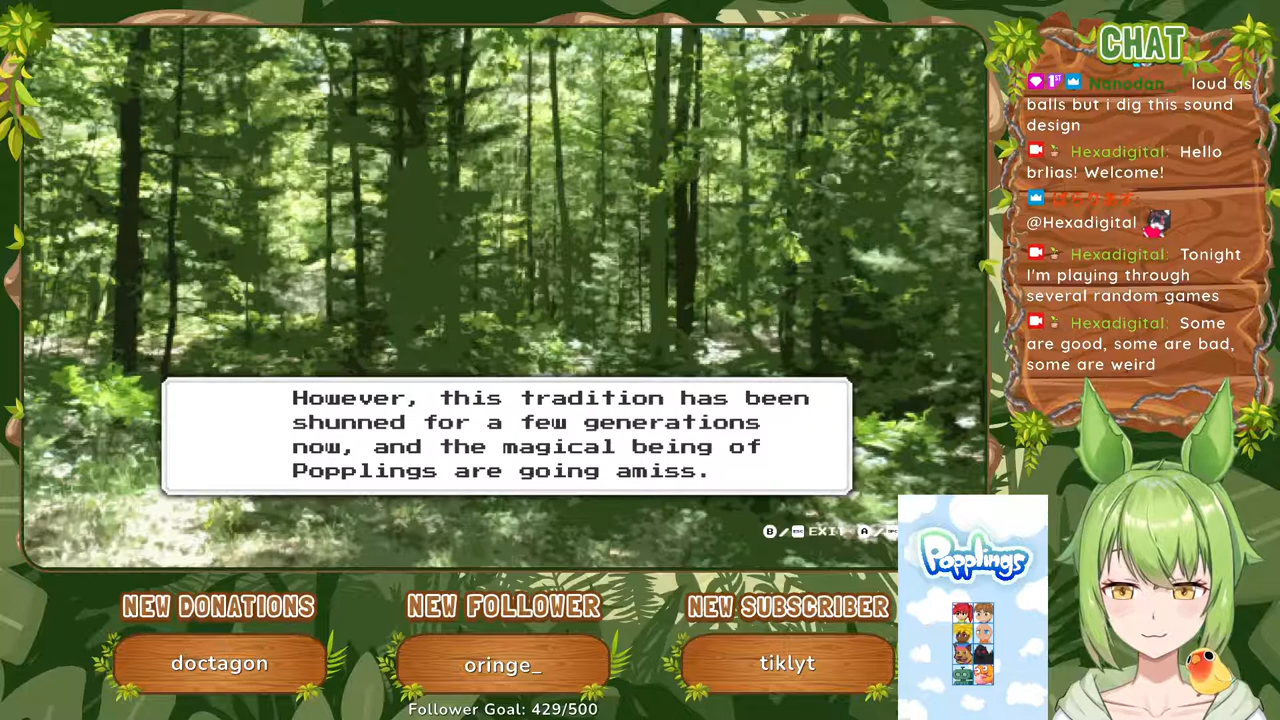 CHAT
Nanodan_ loud as
balls but i dig this sound
design
Hexadigital: Hello
brlias! Welcome!
@Hexadigital
Hexadigital: Tonight
I'm playing through
several random games
Hexadigital: Some
are good, some are bad,
some are weird
However, this tradition has been
shunned for a few generations
now, and the magical being of
Popplings are going amiss.
B / ESC EXIT A /
Popplings
NEW DONATIONS
doctagon
NEW FOLLOWER
oringe_
Follower Goal: 429/500
NEW SUBSCRIBER
tiklyt